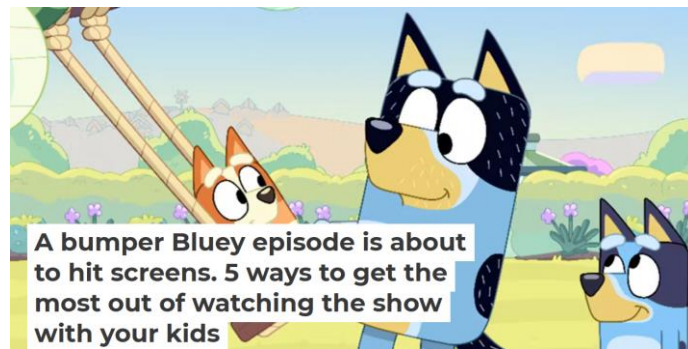 A bumper Bluey episode is about
to hit screens. 5 ways to get the
most out of watching the show
with your kids